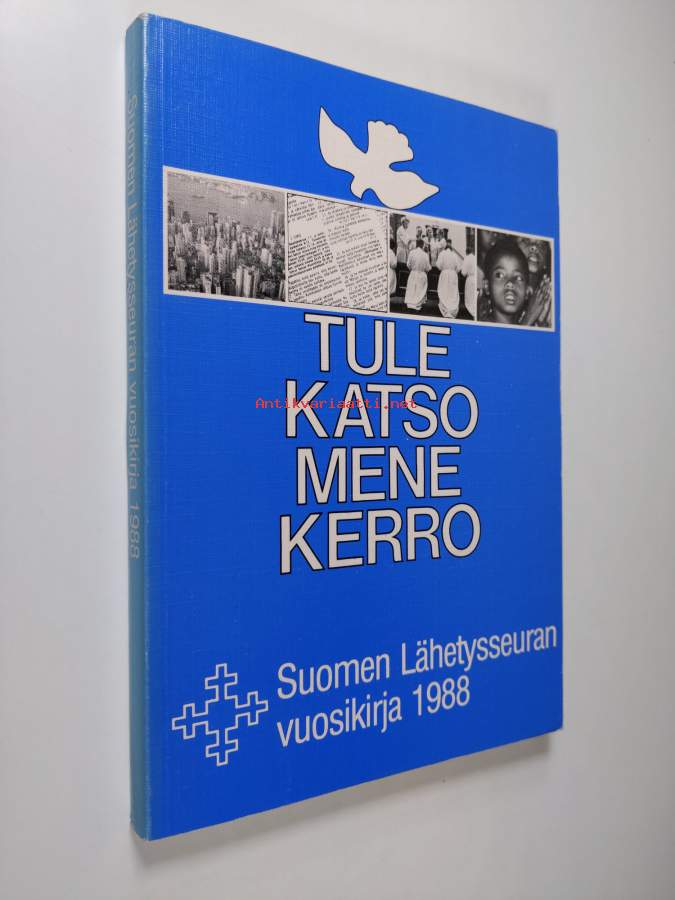 TULE
KATSO
Antikvariaatti.net
MENE
KERRO
Suomen Lähetysseuran
vuosikirja 1988
Suomen Lähetysseuran vuosikirja 1988